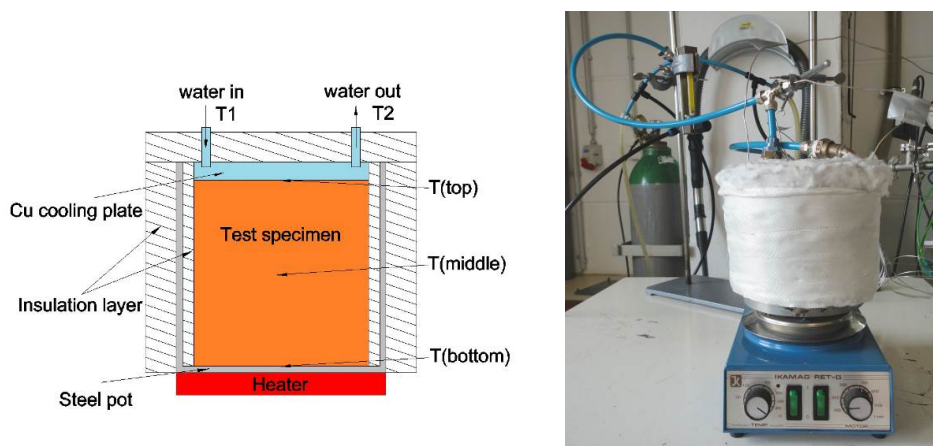 water in
T1
water out
T2
Cu cooling plate
T(top)
Test specimen
T(middle)
Insulation layer
T(bottom)
Steel pot
Heater
IKAMAG RET-G
TEMP
MOTOR